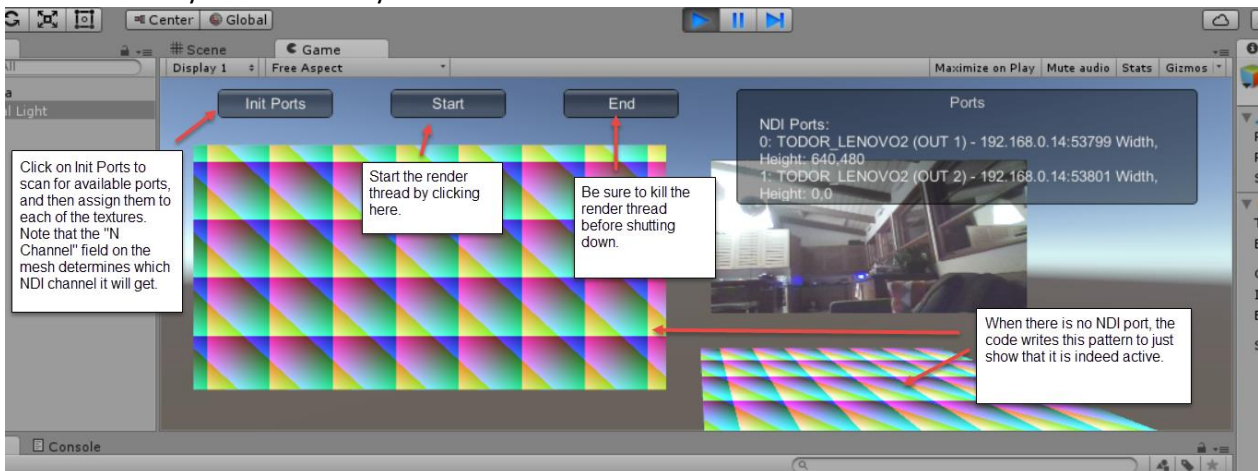 Center Global
# Scene
Game
Display 1
Free Aspect
Maximize on Play Mute audio Stats Gizmos
Light
Init Ports
Start
End
Ports
NDI Ports:
0: TODOR_LENOVO2 (OUT 1) - 192.168.0.14:53799 Width,
Height: 640,480
1: TODOR_LENOVO2 (OUT 2) - 192.168.0.14:53801 Width,
Height: 0,0
Click on Init Ports to
scan for available ports,
and then assign them to
each of the textures.
Note that the "N
Channel" field on the
mesh determines which
NDI channel it will get.
Start the render
thread by clicking
here.
Be sure to kill the
render thread
before shutting
down.
When there is no NDI port, the
code writes this pattern to just
show that it is indeed active.
Console